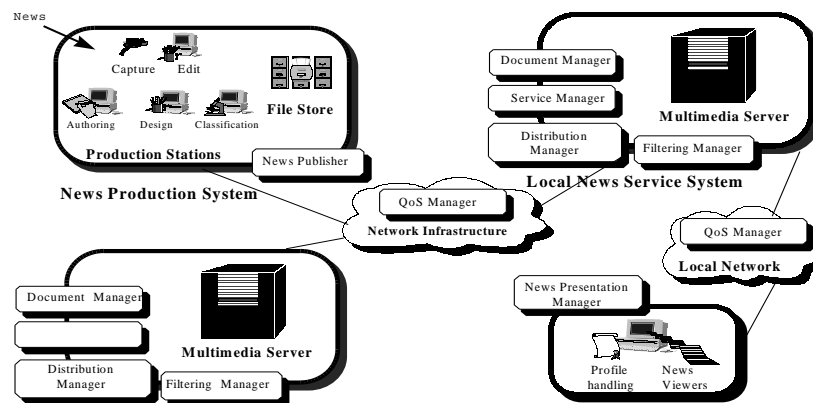 News
Capture
Edit
Authoring
Design
Classification
File Store
Production Stations
News Publisher
News Production System
Document Manager
Service Manager
Distribution
Manager
Filtering Manager
Multimedia Server
Local News Service System
QoS Manager
Network Infrastructure
QoS Manager
Local Network
Document Manager
Distribution
Manager
Filtering Manager
Multimedia Server
News Presentation
Manager
Profile
handling
News
Viewers